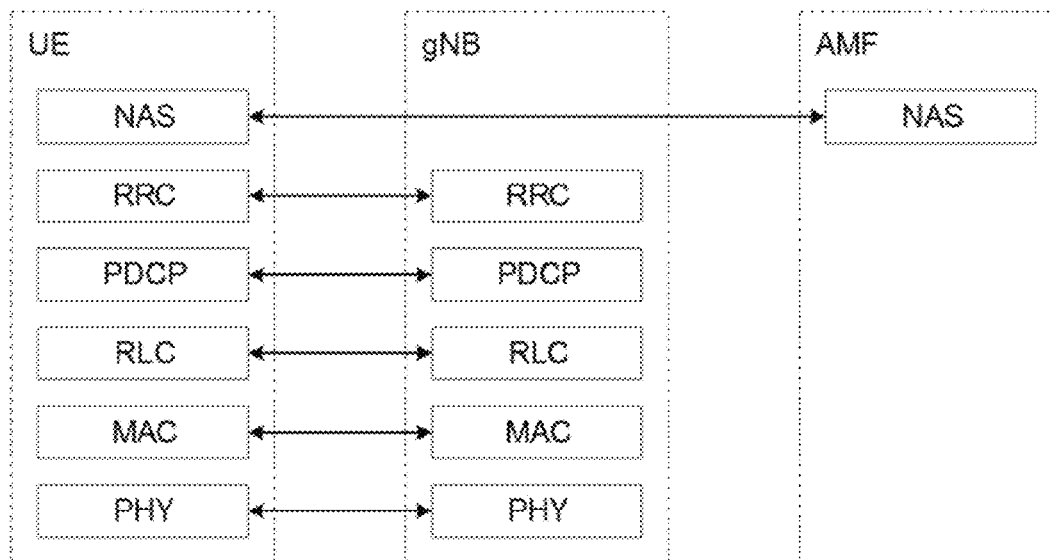 UE
gNB
AMF
NAS
NAS
RRC
RRC
PDCP
PDCP
RLC
RLC
MAC
MAC
PHY
PHY